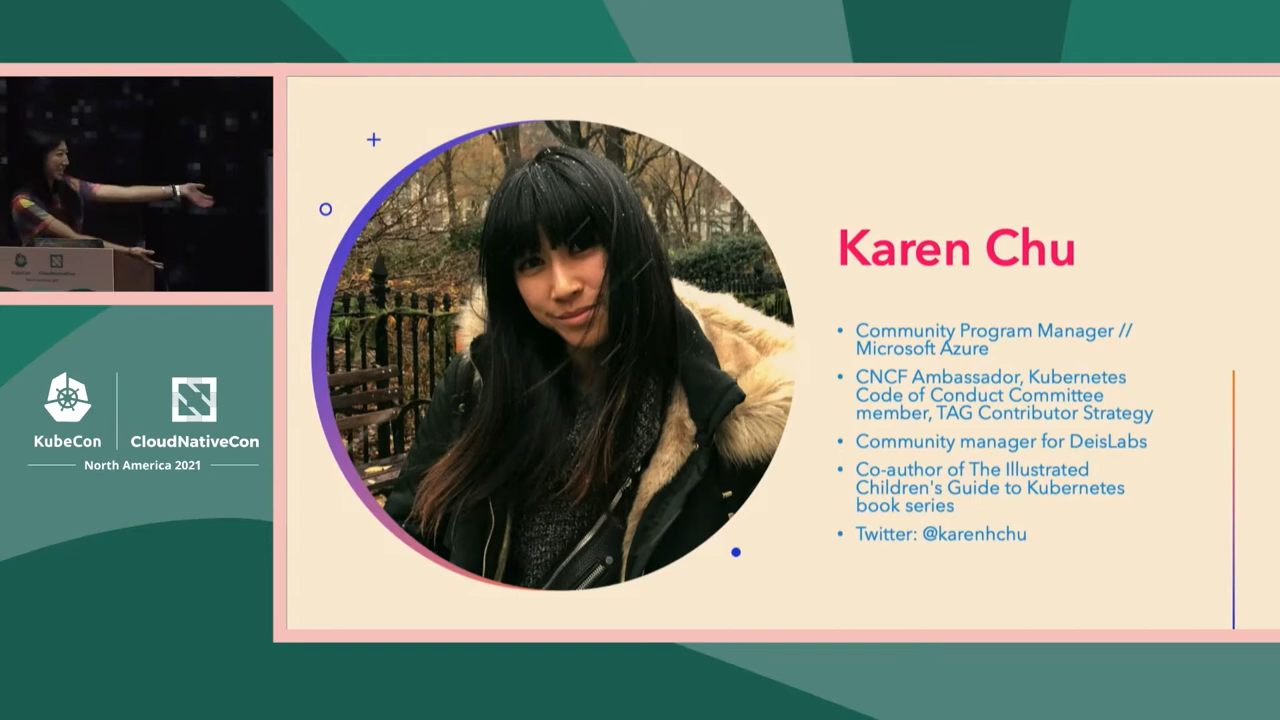 Karen Chu
• Community Program Manager //
Microsoft Azure
• CNCF Ambassador, Kubernetes
Code of Conduct Committee
member, TAG Contributor Strategy
• Community manager for DeisLabs
• Co-author of The Illustrated
Children's Guide to Kubernetes
book series
• Twitter: @karenhchu
KubeCon
CloudNativeCon
North America 2021